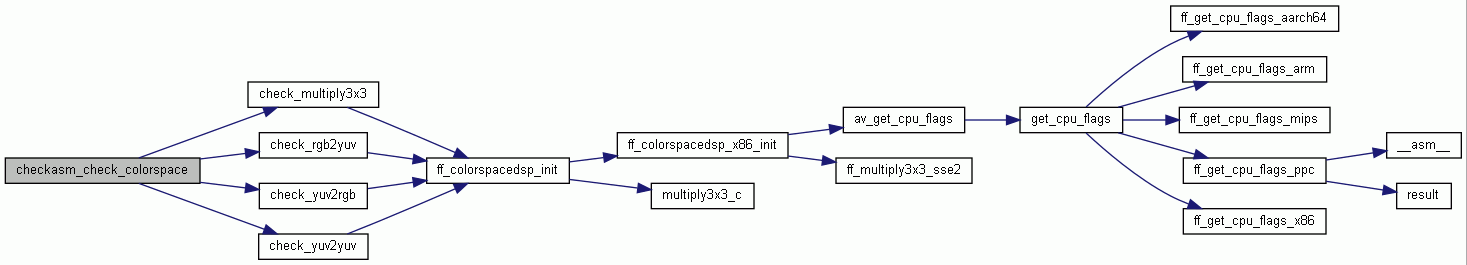 checkasm_check_colorspace
check_multiply3x3
check_rgb2yuv
check_yuv2rgb
check_yuv2yuv
ff_colorspacedsp_init
ff_colorspacedsp_x86_init
multiply3x3_c
av_get_cpu_flags
ff_multiply3x3_sse2
get_cpu_flags
ff_get_cpu_flags_aarch64
ff_get_cpu_flags_arm
ff_get_cpu_flags_mips
ff_get_cpu_flags_ppc
ff_get_cpu_flags_x86
__asm__
result